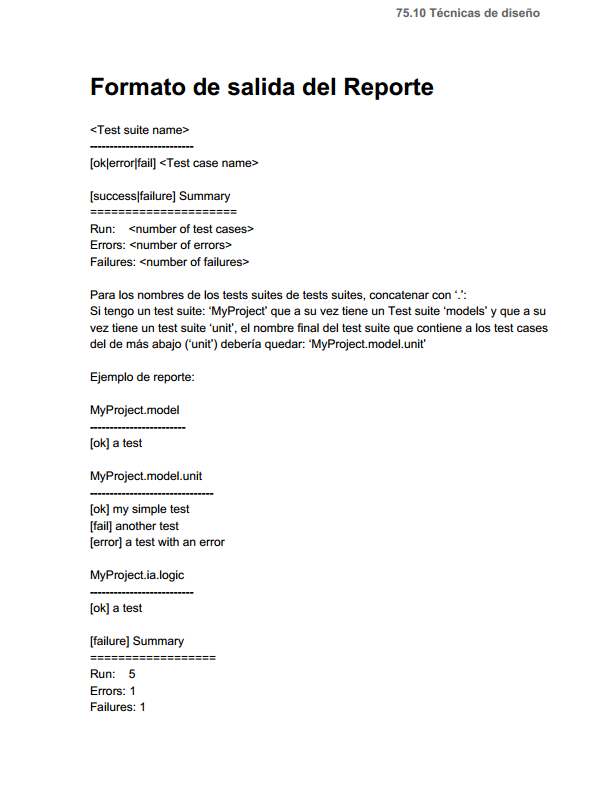 75.10 Técnicas de diseño
Formato de salida del Reporte
<Test suite name>
--------------------------
[ok|error|fail] <Test case name>
[success|failure] Summary
=====================
Run: <number of test cases>
Errors: <number of errors>
Failures: <number of failures>
Para los nombres de los tests suites de tests suites, concatenar con ‘.’:
Si tengo un test suite: ‘MyProject’ que a su vez tiene un Test suite ‘models’ y que a su
vez tiene un test suite ‘unit’, el nombre final del test suite que contiene a los test cases
del de más abajo (‘unit’) debería quedar: ‘MyProject.model.unit’
Ejemplo de reporte:
MyProject.model
------------------------
[ok] a test
MyProject.model.unit
-------------------------------
[ok] my simple test
[fail] another test
[error] a test with an error
MyProject.ia.logic
--------------------------
[ok] a test
[failure] Summary
==================
Run: 5
Errors: 1
Failures: 1